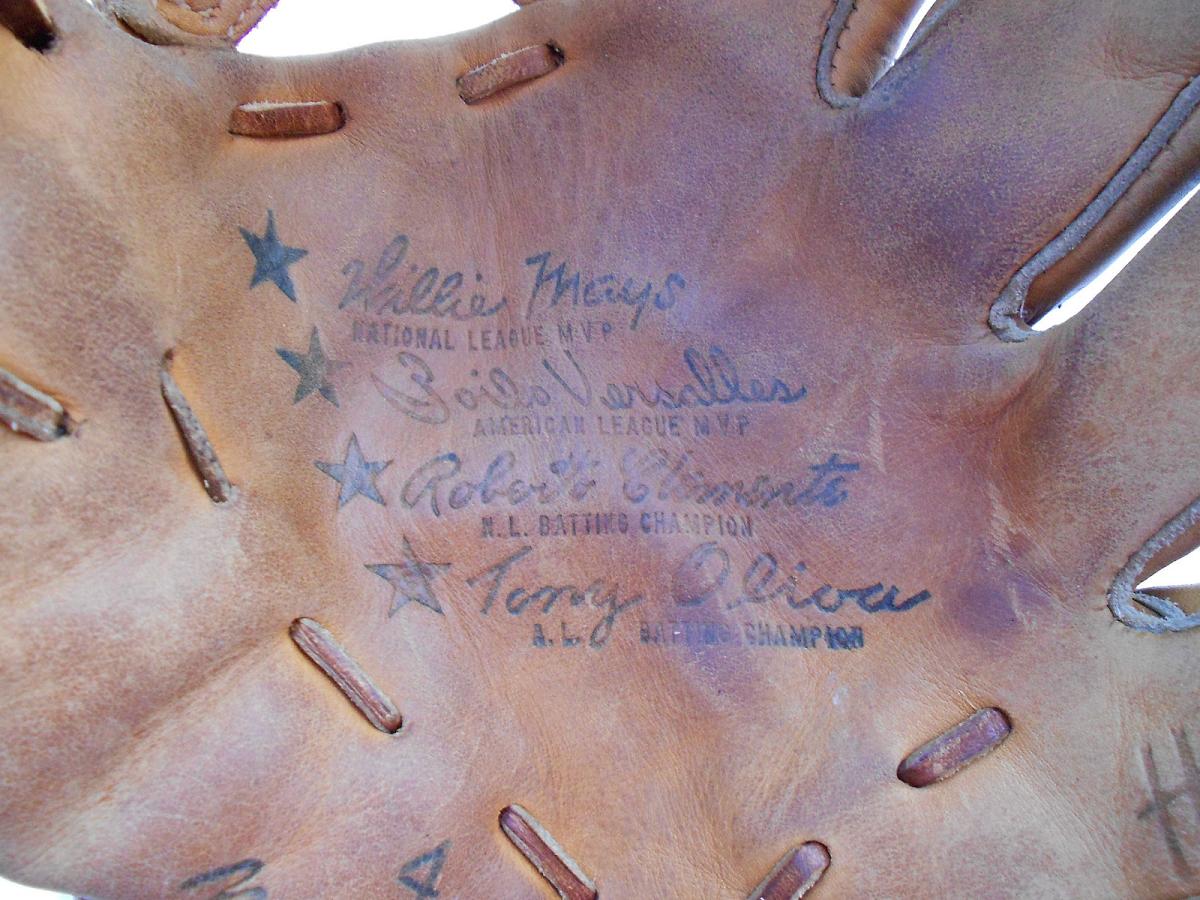 Willie Mays
NATIONAL LEAGUE M V P
Zoilo Versalles
AMERICAN LEAGUE M V P
Roberto Clemente
N. L. BATTING CHAMPION
Tony Oliva
A. L. BATTING CHAMPION